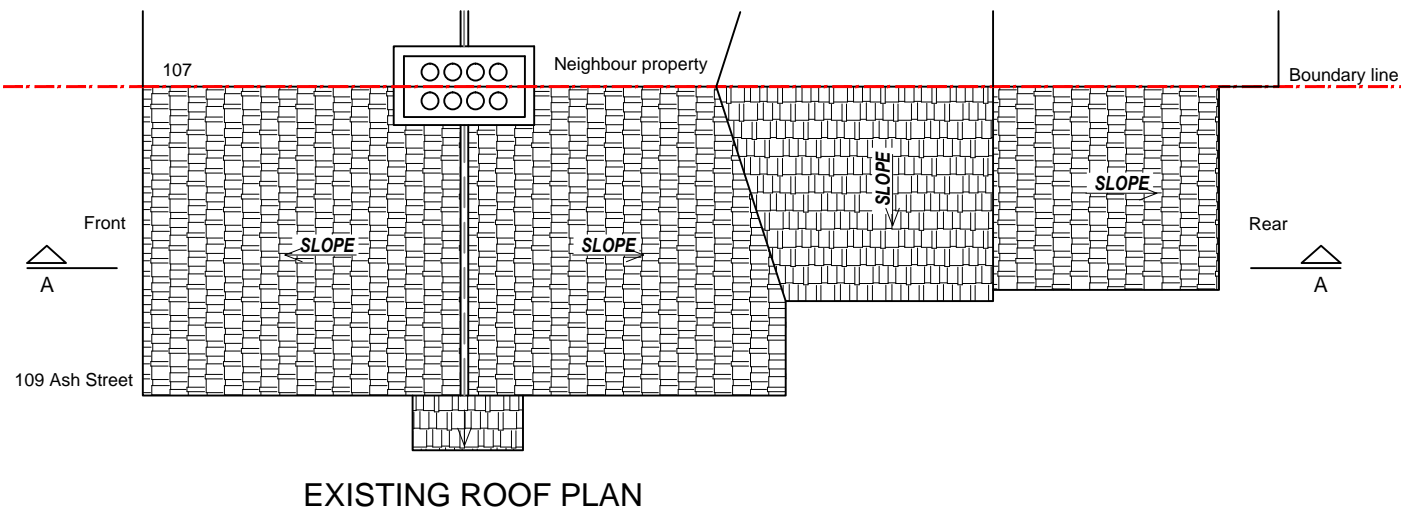 107
Neighbour property
Boundary line
SLOPE
SLOPE
Front
Rear
SLOPE
SLOPE
A
A
109 Ash Street
EXISTING ROOF PLAN